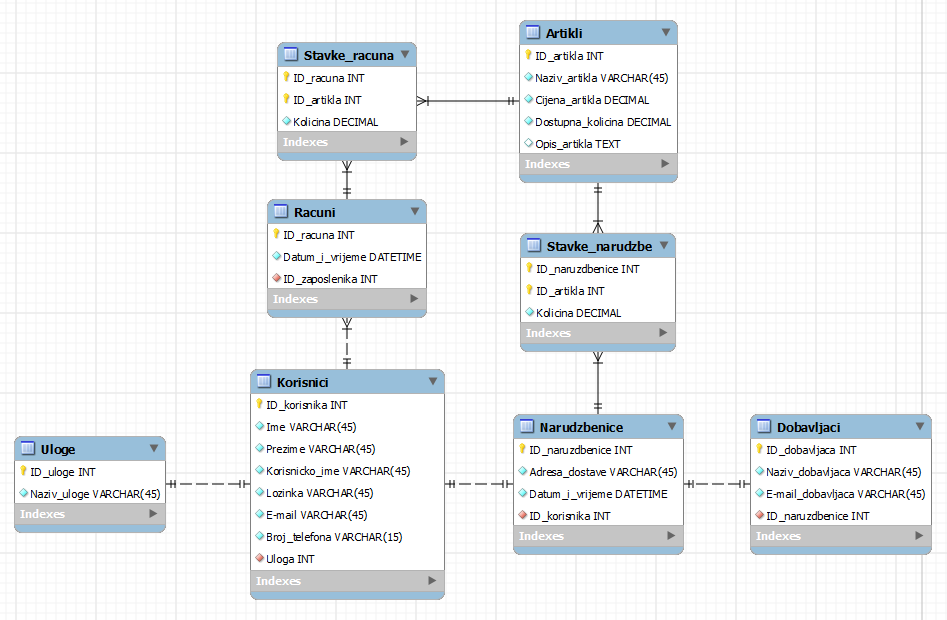 Stavke_racuna
ID_racuna INT
ID_artikla INT
Kolicina DECIMAL
Indexes
Artikli
ID_artikla INT
Naziv_artikla VARCHAR(45)
Cijena_artikla DECIMAL
Dostupna_kolicina DECIMAL
Opis_artikla TEXT
Indexes
Racuni
ID_racuna INT
Datum_i_vrijeme DATETIME
ID_zaposlenika INT
Indexes
Stavke_narudzbe
ID_naruzdbenice INT
ID_artikla INT
Kolicina DECIMAL
Indexes
Korisnici
ID_korisnika INT
Ime VARCHAR(45)
Prezime VARCHAR(45)
Korisnicko_ime VARCHAR(45)
Lozinka VARCHAR(45)
E-mail VARCHAR(45)
Broj_telefona VARCHAR(15)
Uloga INT
Indexes
Uloge
ID_uloge INT
Naziv_uloge VARCHAR(45)
Indexes
Narudzbenice
ID_naruzdbenice INT
Adresa_dostave VARCHAR(45)
Datum_i_vrijeme DATETIME
ID_korisnika INT
Indexes
Dobavljaci
ID_dobavljaca INT
Naziv_dobavljaca VARCHAR(45)
E-mail_dobavljaca VARCHAR(45)
ID_naruzdbenice INT
Indexes